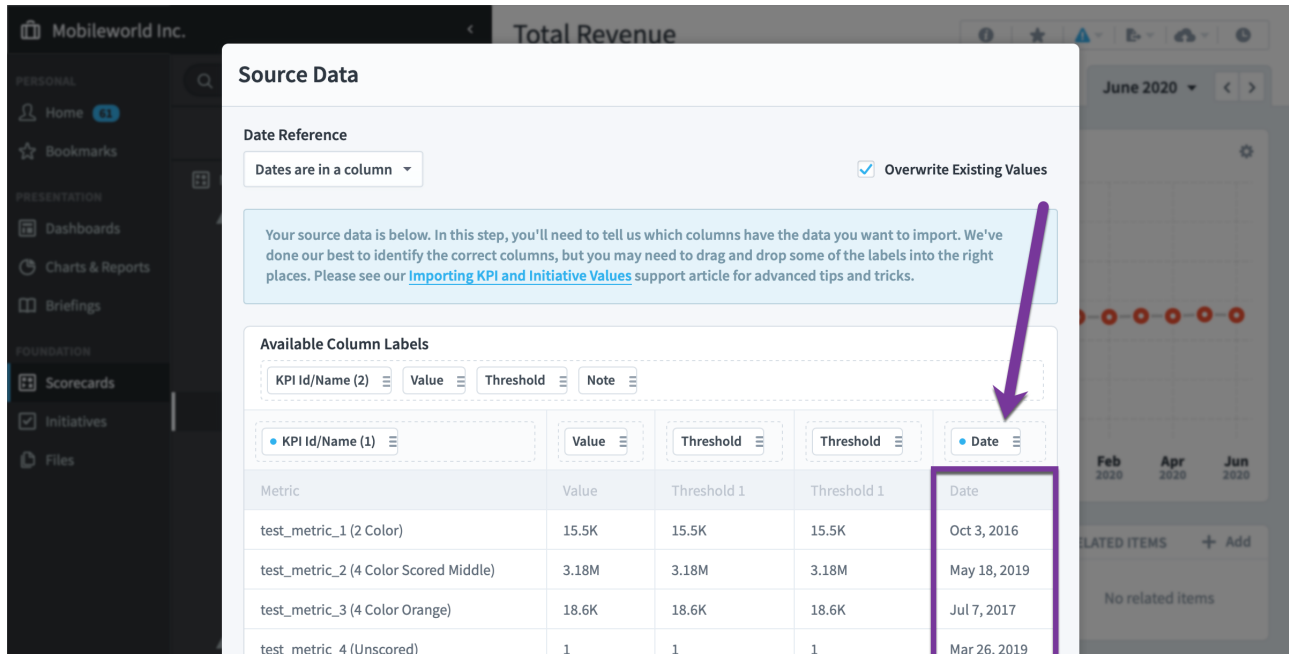 Mobileworld Inc.
Total Revenue
PERSONAL
Home 61
Bookmarks
PRESENTATION
Dashboards
Charts & Reports
Briefings
FOUNDATION
Scorecards
Initiatives
Files
June 2020
Source Data
Date Reference
Dates are in a column
Overwrite Existing Values
Your source data is below. In this step, you'll need to tell us which columns have the data you want to import. We've
done our best to identify the correct columns, but you may need to drag and drop some of the labels into the right
places. Please see our Importing KPI and Initiative Values support article for advanced tips and tricks.
Available Column Labels
KPI Id/Name (2) Value Threshold Note
KPI Id/Name (1) Value Threshold Threshold Date
Metric Value Threshold 1 Threshold 1 Date
test_metric_1 (2 Color) 15.5K 15.5K 15.5K Oct 3, 2016
test_metric_2 (4 Color Scored Middle) 3.18M 3.18M 3.18M May 18, 2019
test_metric_3 (4 Color Orange) 18.6K 18.6K 18.6K Jul 7, 2017
test_metric_4 (Unscored) 1 1 1 Mar 26, 2019
Feb Apr Jun
2020 2020 2020
ITEMS + Add
No related items